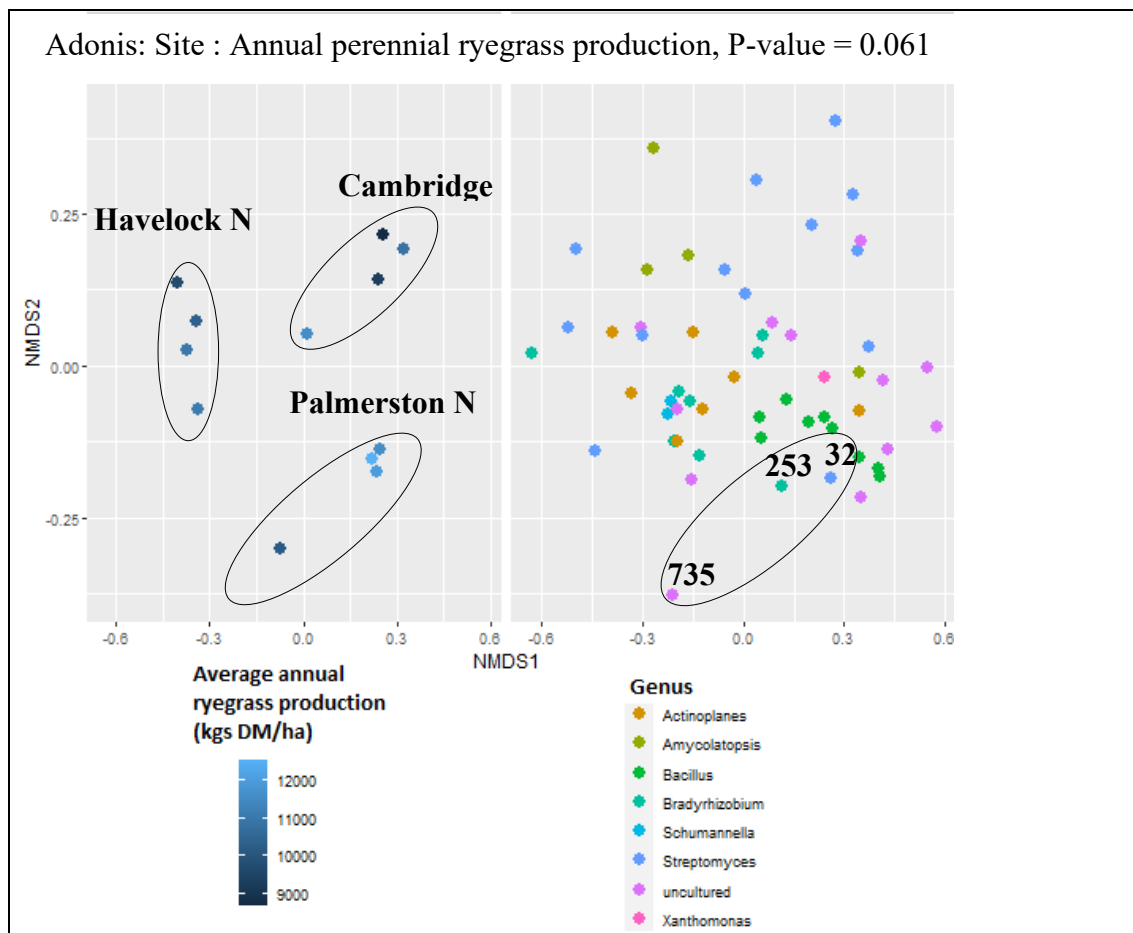 Adonis: Site : Annual perennial ryegrass production, P-value = 0.061
Cambridge
Havelock N
Palmerston N
0.25
0.00
-0.25
NMDS2
253
32
735
-0.6
-0.3
0.0
0.3
0.6
-0.6
-0.3
0.0
0.3
0.6
NMDS1
Average annual
ryegrass production
(kgs DM/ha)
12000
11000
10000
9000
Genus
Actinoplanes
Amycolatopsis
Bacillus
Bradyrhizobium
Schumannella
Streptomyces
uncultured
Xanthomonas